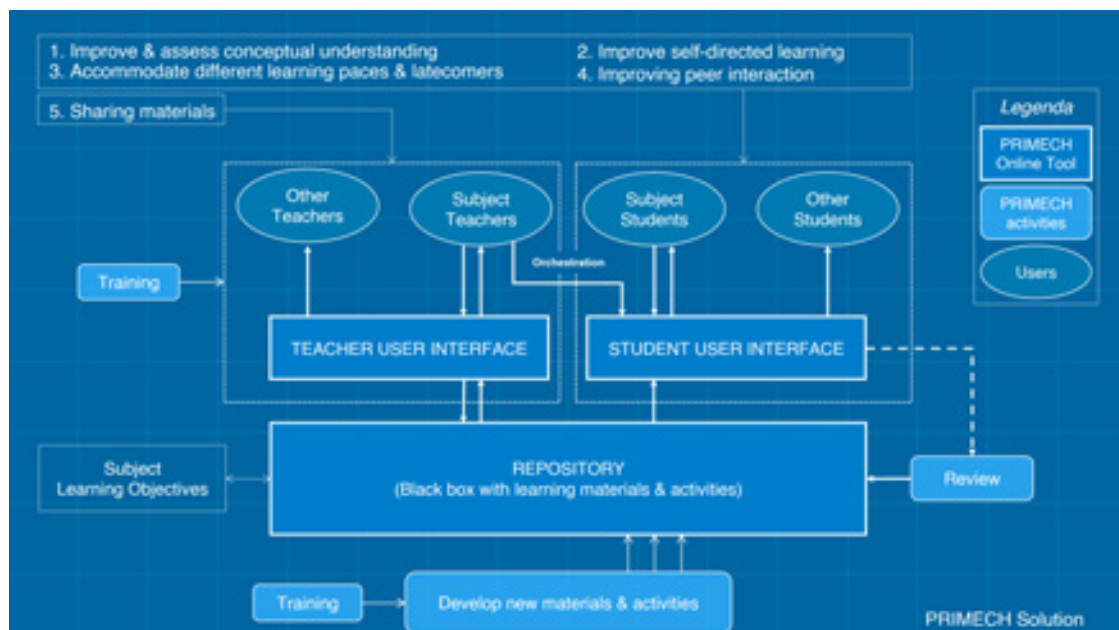 1. Improve & assess conceptual understanding
2. Improve self-directed learning
3. Accommodate different learning paces & latecomers
4. Improving peer interaction
5. Sharing materials
Legenda
PRIMECH
Online Tool
PRIMECH
activities
Users
Other
Teachers
Subject
Teachers
Subject
Students
Other
Students
Orchestration
Training
TEACHER USER INTERFACE
STUDENT USER INTERFACE
Subject
Learning Objectives
REPOSITORY
(Black box with learning materials & activities)
Review
Training
Develop new materials & activities
PRIMECH Solution